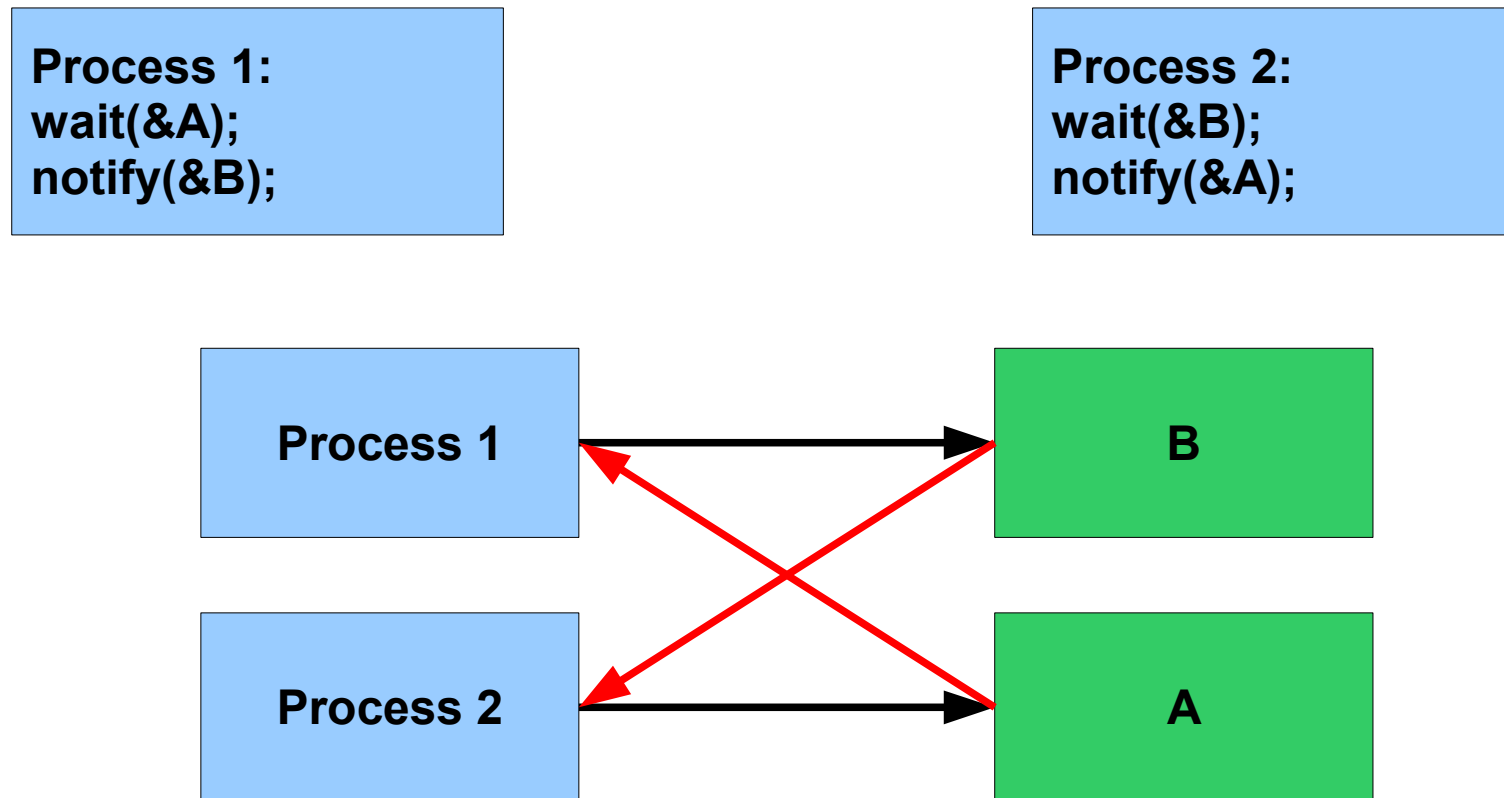 Process 1:
wait(&A);
notify(&B);
Process 2:
wait(&B);
notify(&A);
Process 1
B
Process 2
A